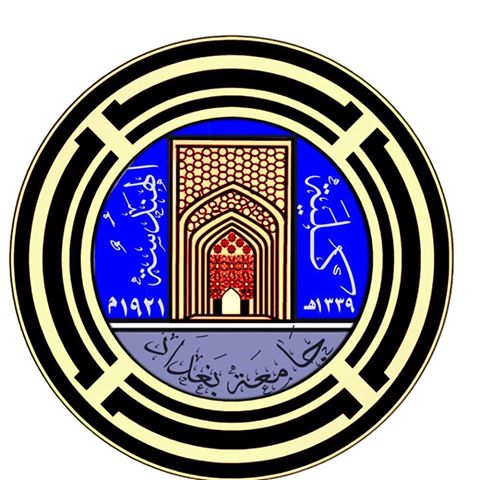 كلية
الهندسة
١٣٣٩هـ
١٩٢١م
جامعة بغداد